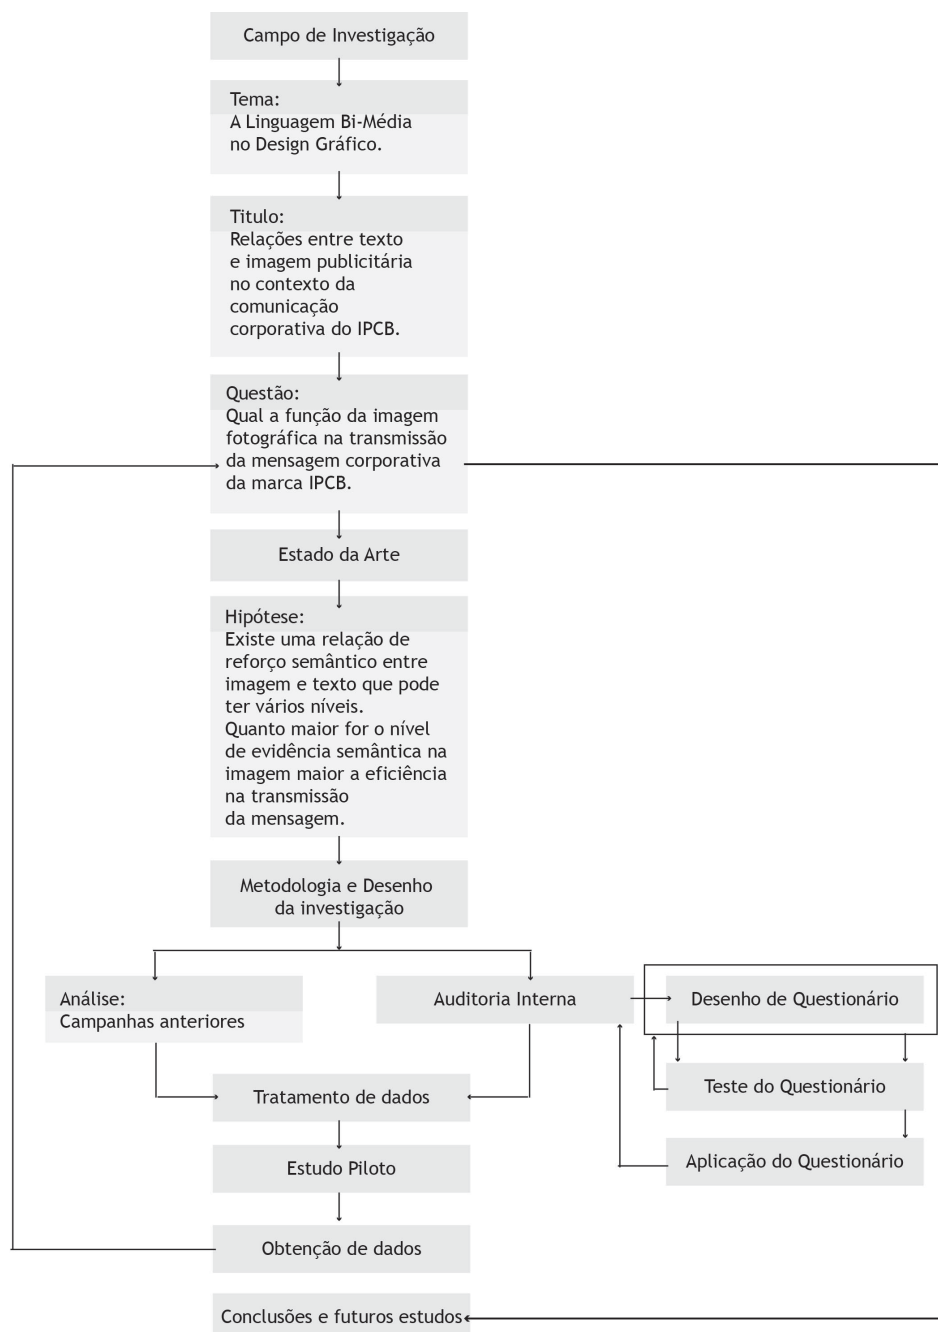 Campo de Investigação
Tema:
A Linguagem Bi-Média
no Design Gráfico.
Titulo:
Relações entre texto
e imagem publicitária
no contexto da
comunicação
corporativa do IPCB.
Questão:
Qual a função da imagem
fotográfica na transmissão
da mensagem corporativa
da marca IPCB.
Estado da Arte
Hipótese:
Existe uma relação de
reforço semântico entre
imagem e texto que pode
ter vários níveis.
Quanto maior for o nível
de evidência semântica na
imagem maior a eficiência
na transmissão
da mensagem.
Metodologia e Desenho
da investigação
Análise:
Campanhas anteriores
Auditoria Interna
Desenho de Questionário
Teste do Questionário
Aplicação do Questionário
Tratamento de dados
Estudo Piloto
Obtenção de dados
Conclusões e futuros estudos